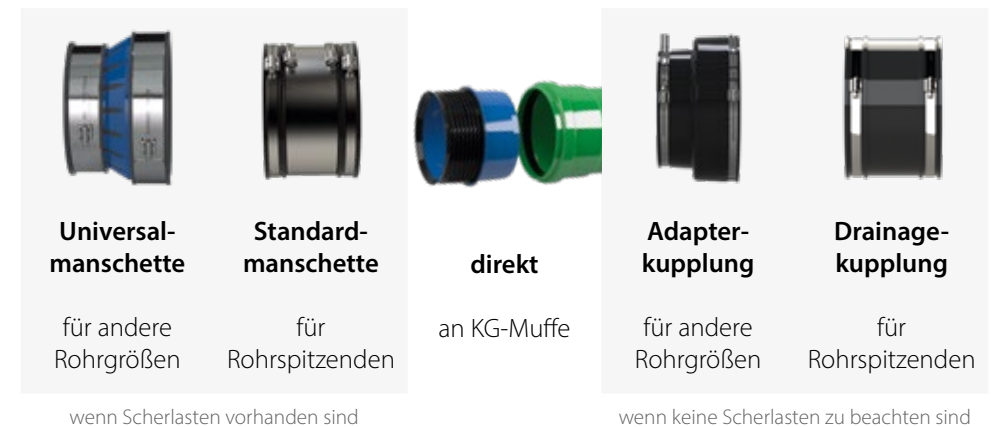 Universal-
manschette
für andere
Rohrgrößen
Standard-
manschette
für
Rohrspitzenden
direkt
an KG-Muffe
Adapter-
kupplung
für andere
Rohrgrößen
Drainage-
kupplung
für
Rohrspitzenden
wenn Scherlasten vorhanden sind
wenn keine Scherlasten zu beachten sind